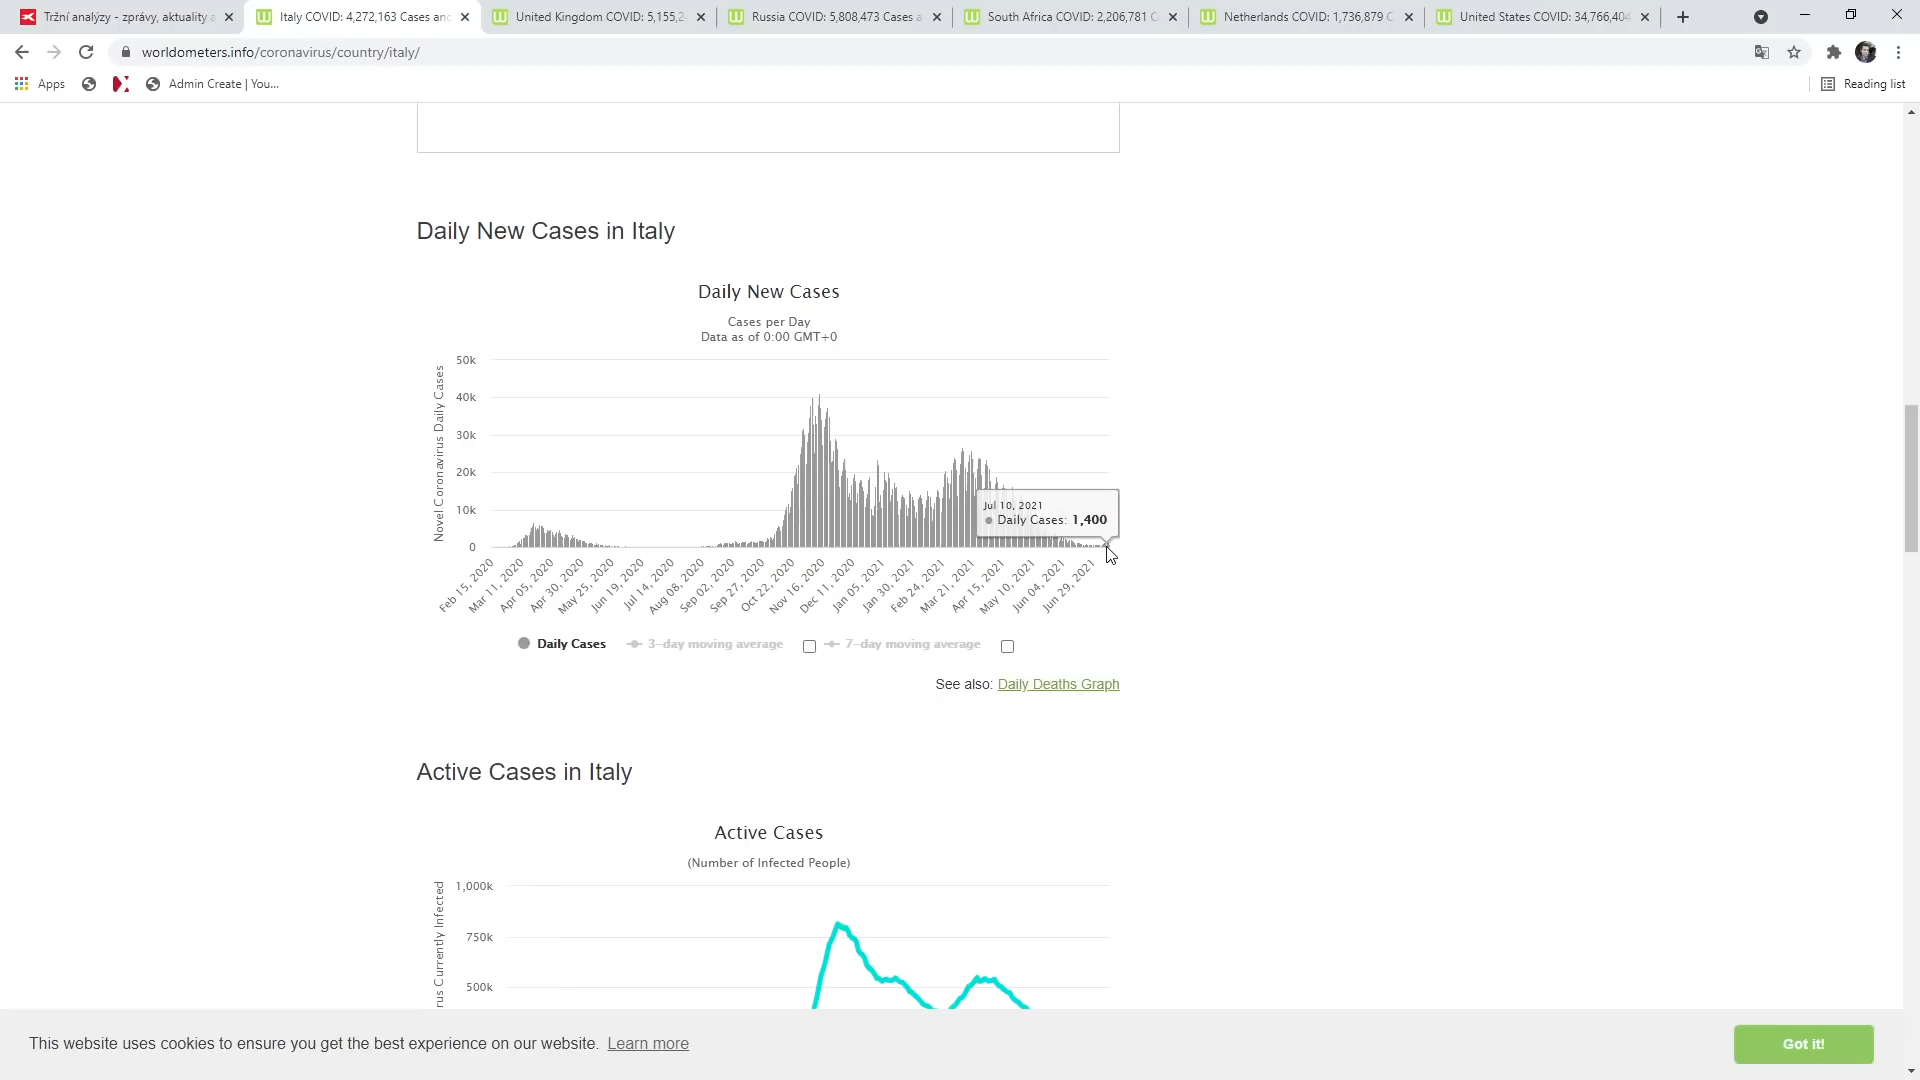 Tržní analýzy - zprávy, aktuality a
Italy COVID: 4,272,163 Cases and
United Kingdom COVID: 5,155,2
Russia COVID: 5,808,473 Cases a
South Africa COVID: 2,206,781 C
Netherlands COVID: 1,736,879 C
United States COVID: 34,766,404
worldometers.info/coronavirus/country/italy/
Apps
Admin Create | You...
Reading list
Daily New Cases in Italy
Daily New Cases
Cases per Day
Data as of 0:00 GMT+0
Novel Coronavirus Daily Cases
50k
40k
30k
20k
10k
0
Jul 10, 2021
Daily Cases: 1,400
Feb 15, 2020
Mar 11, 2020
Apr 05, 2020
Apr 30, 2020
May 25, 2020
Jun 19, 2020
Jul 14, 2020
Aug 08, 2020
Sep 02, 2020
Sep 27, 2020
Oct 22, 2020
Nov 16, 2020
Dec 11, 2020
Jan 05, 2021
Jan 30, 2021
Feb 24, 2021
Mar 21, 2021
Apr 15, 2021
May 10, 2021
Jun 04, 2021
Jun 29, 2021
Daily Cases
3-day moving average
7-day moving average
See also: Daily Deaths Graph
Active Cases in Italy
Active Cases
(Number of Infected People)
rus Currently Infected
1,000k
750k
500k
This website uses cookies to ensure you get the best experience on our website. Learn more
Got it!